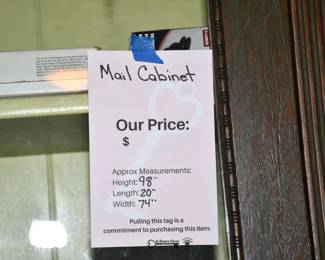 Mail Cabinet
Our Price:
$
Approx Measurements:
Height: 98"
Length: 20"
Width: 74"
Pulling this tag is a
commitment to purchasing this item.